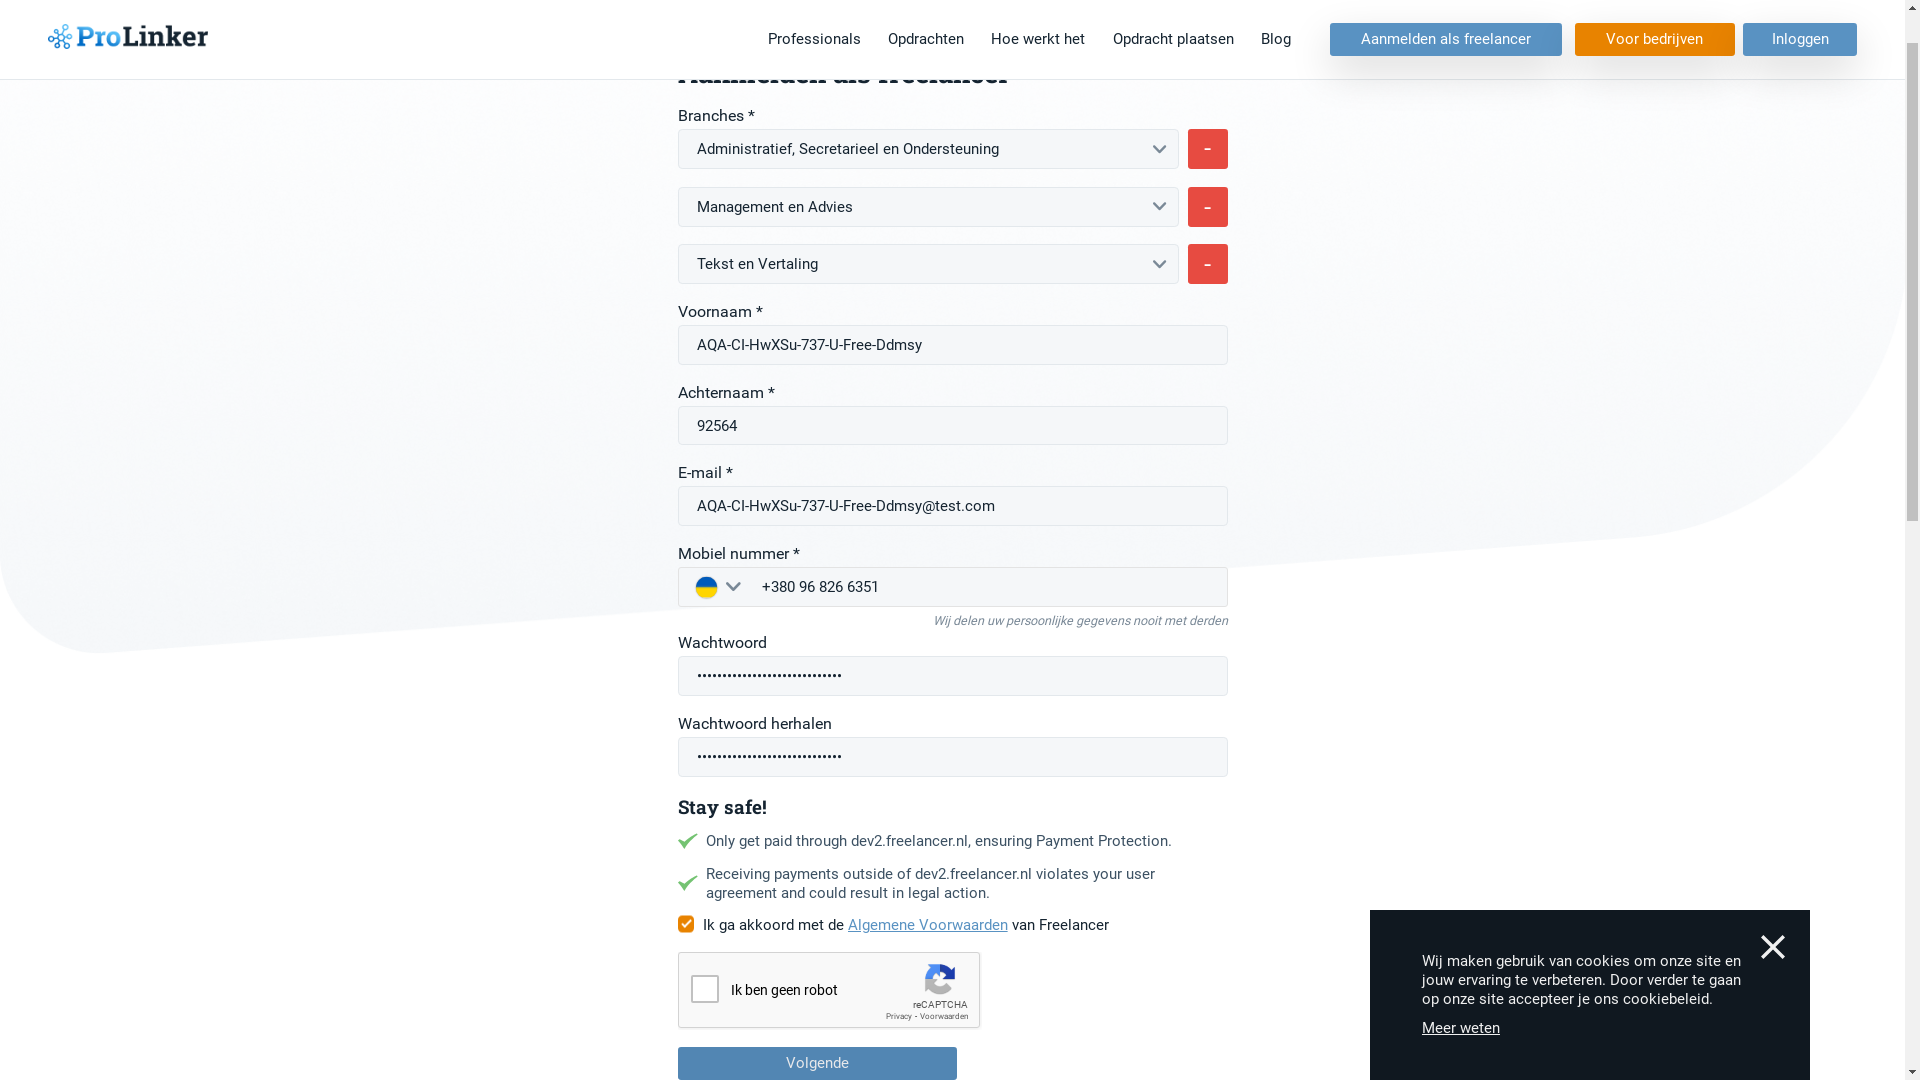 ProLinker
Professionals
Opdrachten
Hoe werkt het
Opdracht plaatsen
Blog
Aanmelden als freelancer
Voor bedrijven
Inloggen
Aanmelden als freelancer
Branches *
Administratief, Secretarieel en Ondersteuning
-
Management en Advies
-
Tekst en Vertaling
-
Voornaam *
AQA-CI-HwXSu-737-U-Free-Ddmsy
Achternaam *
92564
E-mail *
AQA-CI-HwXSu-737-U-Free-Ddmsy@test.com
Mobiel nummer *
+380 96 826 6351
Wij delen uw persoonlijke gegevens nooit met derden
Wachtwoord
••••••••••••••••••••••••••••••
Wachtwoord herhalen
••••••••••••••••••••••••••••••
Stay safe!
Only get paid through dev2.freelancer.nl, ensuring Payment Protection.
Receiving payments outside of dev2.freelancer.nl violates your user
agreement and could result in legal action.
Ik ga akkoord met de Algemene Voorwaarden van Freelancer
Ik ben geen robot
reCAPTCHA
Privacy - Voorwaarden
Volgende
Wij maken gebruik van cookies om onze site en
jouw ervaring te verbeteren. Door verder te gaan
op onze site accepteer je ons cookiebeleid.
Meer weten